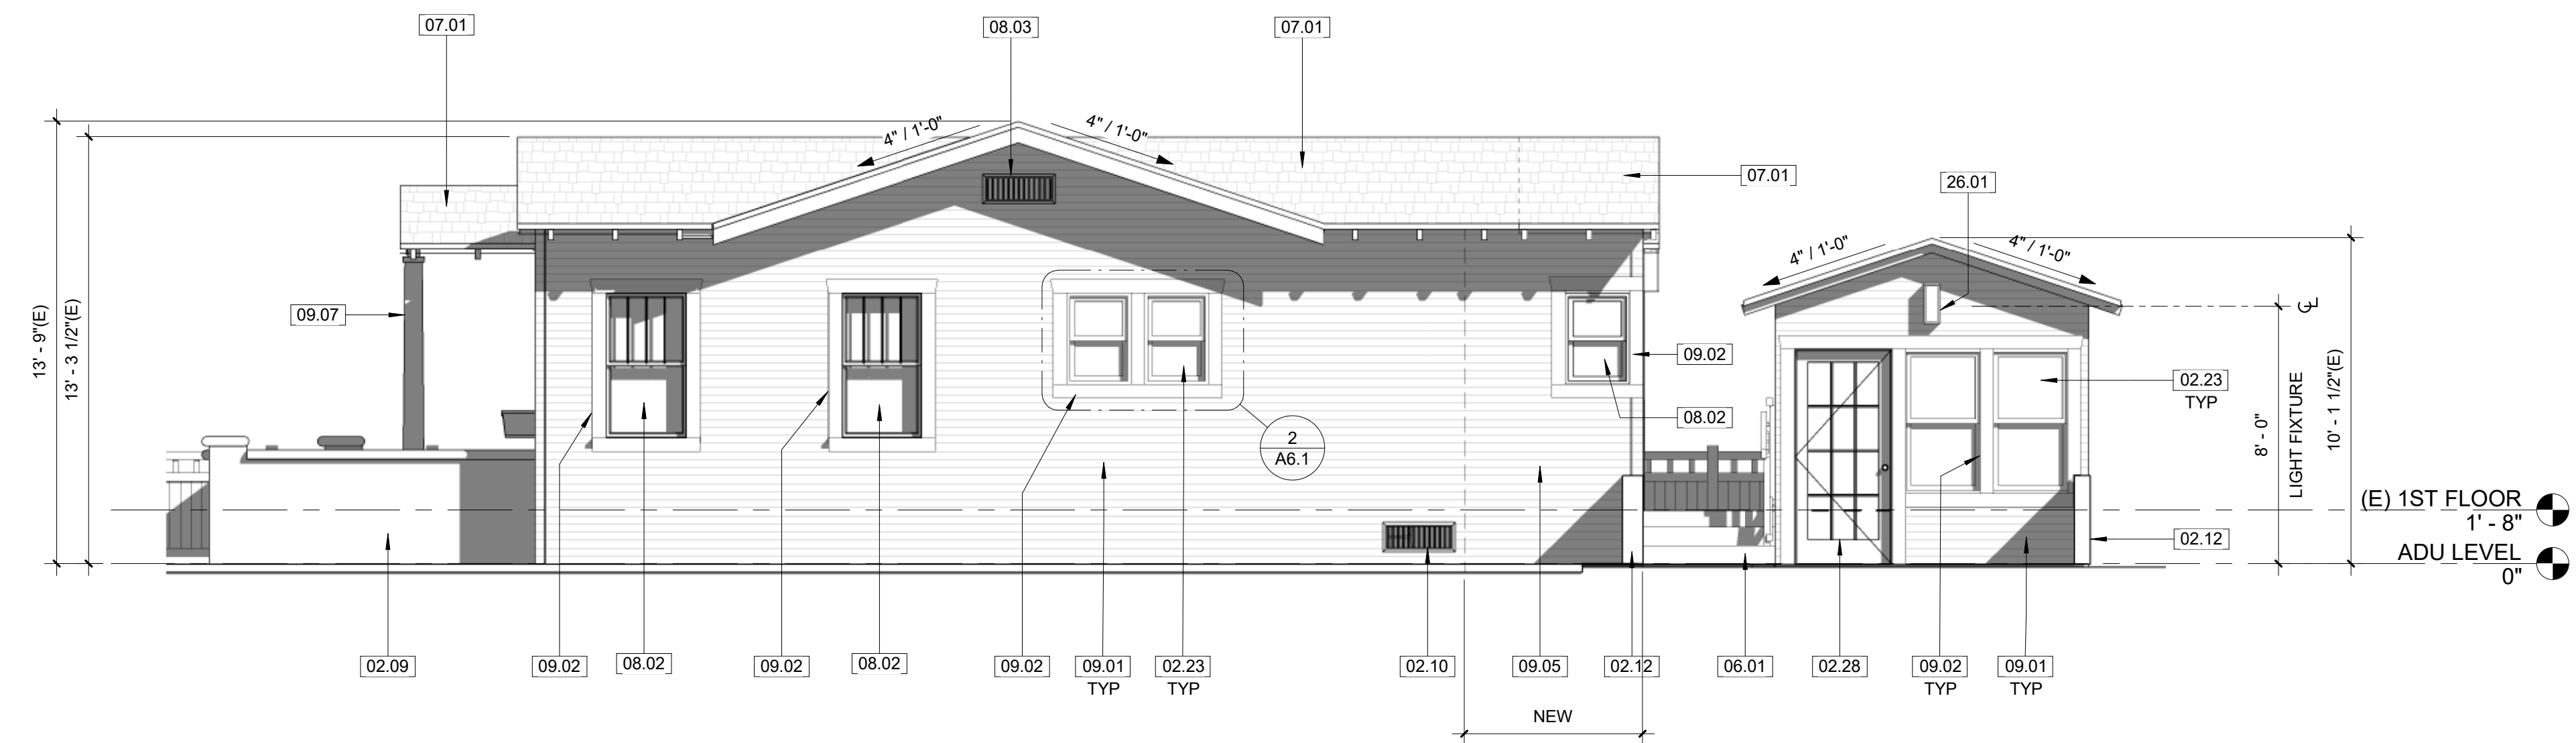 07.01
08.03
07.01
4" / 1'-0"
4" / 1'-0"
07.01
26.01
4" / 1'-0"
4" / 1'-0"
13' - 9"(E)
13' - 3 1/2"(E)
09.07
09.02
08.02
02.23
TYP
2
A6.1
℄
8' - 0"
LIGHT FIXTURE
10' - 1 1/2"(E)
(E) 1ST FLOOR
1' - 8"
02.12
ADU LEVEL
0"
02.09
09.02
08.02
09.02
08.02
09.02
09.01
TYP
02.23
TYP
02.10
09.05
02.12
06.01
02.28
09.02
TYP
09.01
TYP
NEW